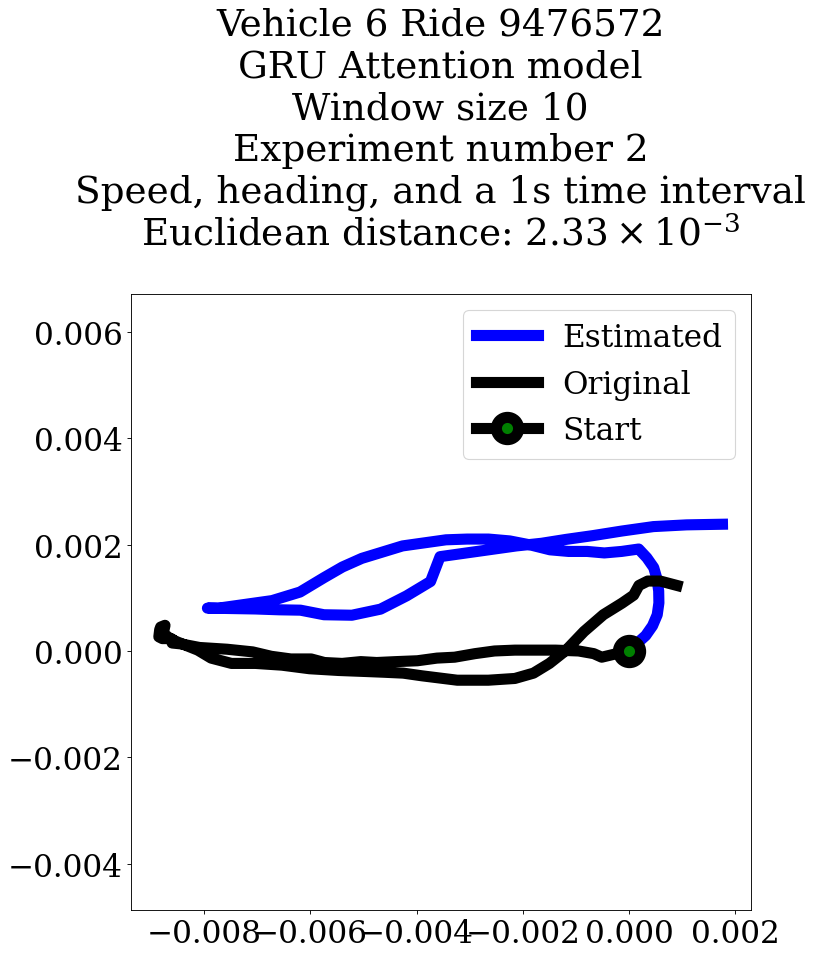 Vehicle 6 Ride 9476572
GRU Attention model
Window size 10
Experiment number 2
Speed, heading, and a 1s time interval
Euclidean distance: 2.33 × 10⁻³
Estimated
Original
Start
0.006
0.004
0.002
0.000
−0.002
−0.004
−0.008 −0.006 −0.004 −0.002 0.000 0.002